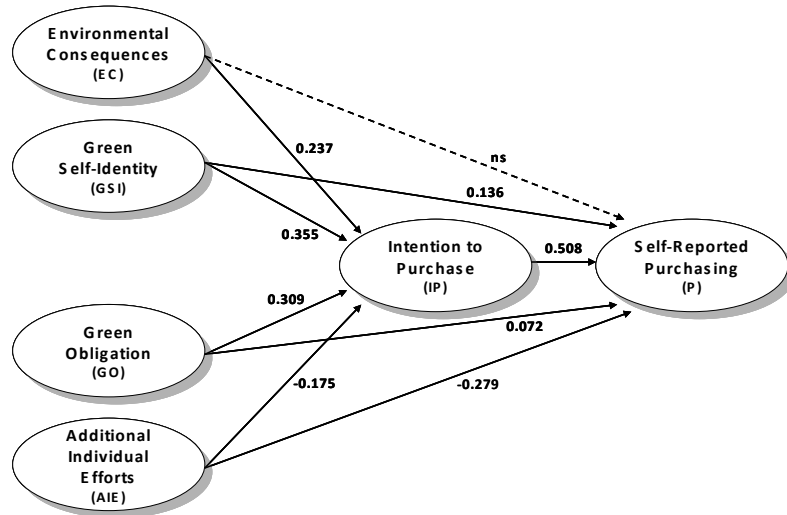 Environmental
Consequences
(EC)
ns
0.237
Green
Self-Identity
(GSI)
0.136
0.355
Intention to
Purchase
(IP)
0.508
Self-Reported
Purchasing
(P)
0.309
Green
Obligation
(GO)
0.072
-0.175
-0.279
Additional
Individual
Efforts
(AIE)